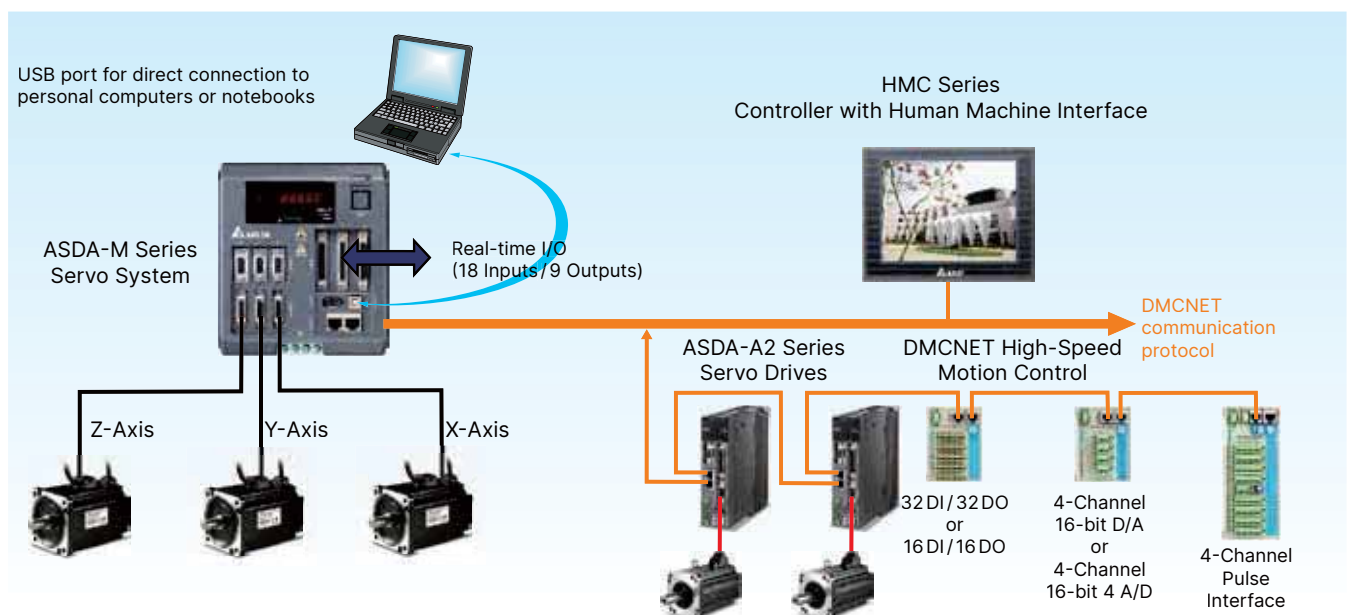 USB port for direct connection to
personal computers or notebooks
HMC Series
Controller with Human Machine Interface
ASDA-M Series
Servo System
Real-time I/O
(18 Inputs/9 Outputs)
DMCNET
communication
protocol
ASDA-A2 Series
Servo Drives
DMCNET High-Speed
Motion Control
Z-Axis
Y-Axis
X-Axis
32 DI/32 DO
or
16 DI/16 DO
4-Channel
16-bit D/A
or
4-Channel
16-bit 4 A/D
4-Channel
Pulse
Interface